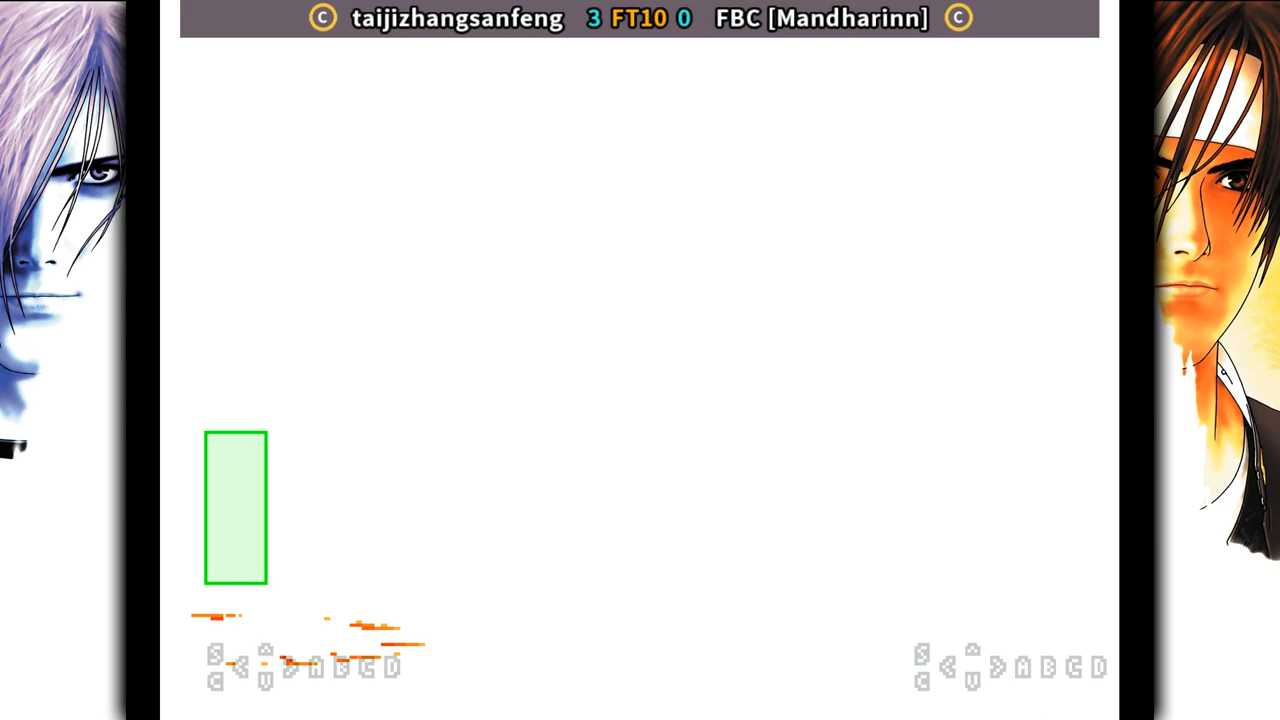 C taijizhangsanfeng 3 FT10 0 FBC [Mandharinn] C
S A B C D S A B C D
C C